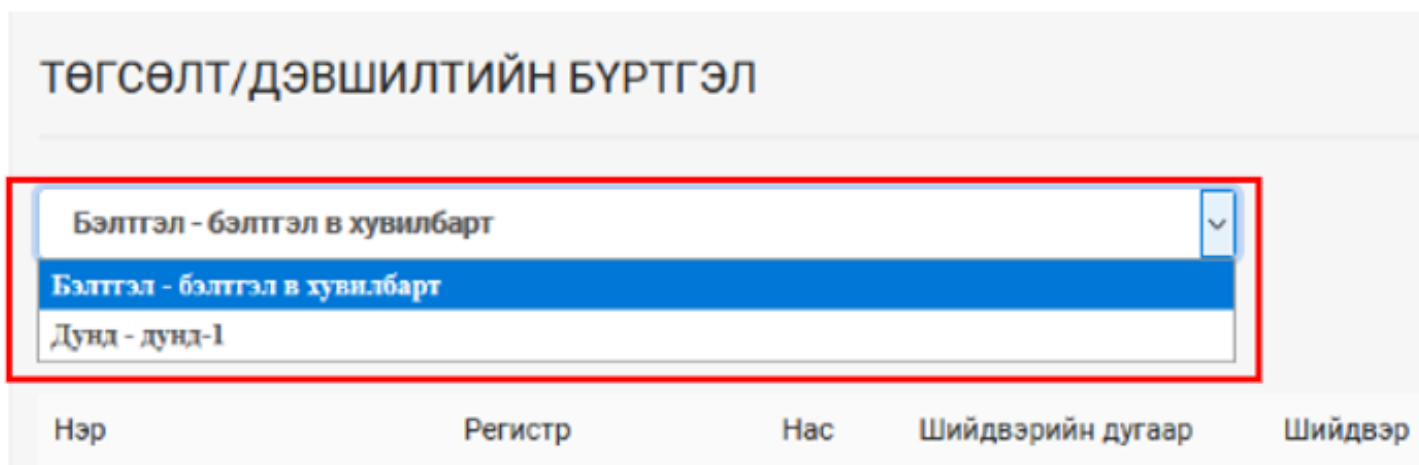 ТӨГСӨЛТ/ДЭВШИЛТИЙН БҮРТГЭЛ
Бэлтгэл - бэлтгэл в хувилбарт
Бэлтгэл - бэлтгэл в хувилбарт
Дунд - дунд-1
Нэр Регистр Нас Шийдвэрийн дугаар Шийдвэр